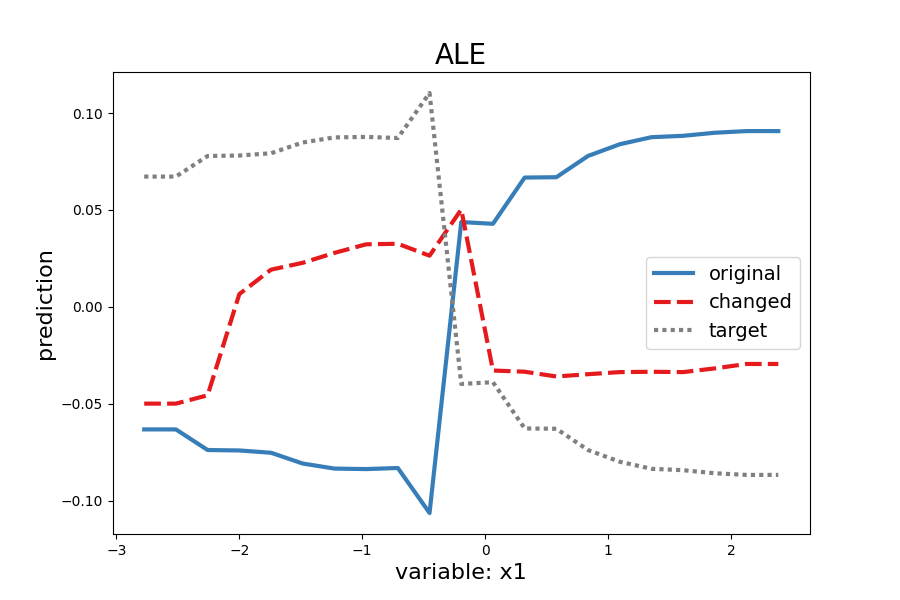 ALE
prediction
0.10
0.05
0.00
−0.05
−0.10
original
changed
target
−3
−2
−1
0
1
2
variable: x1